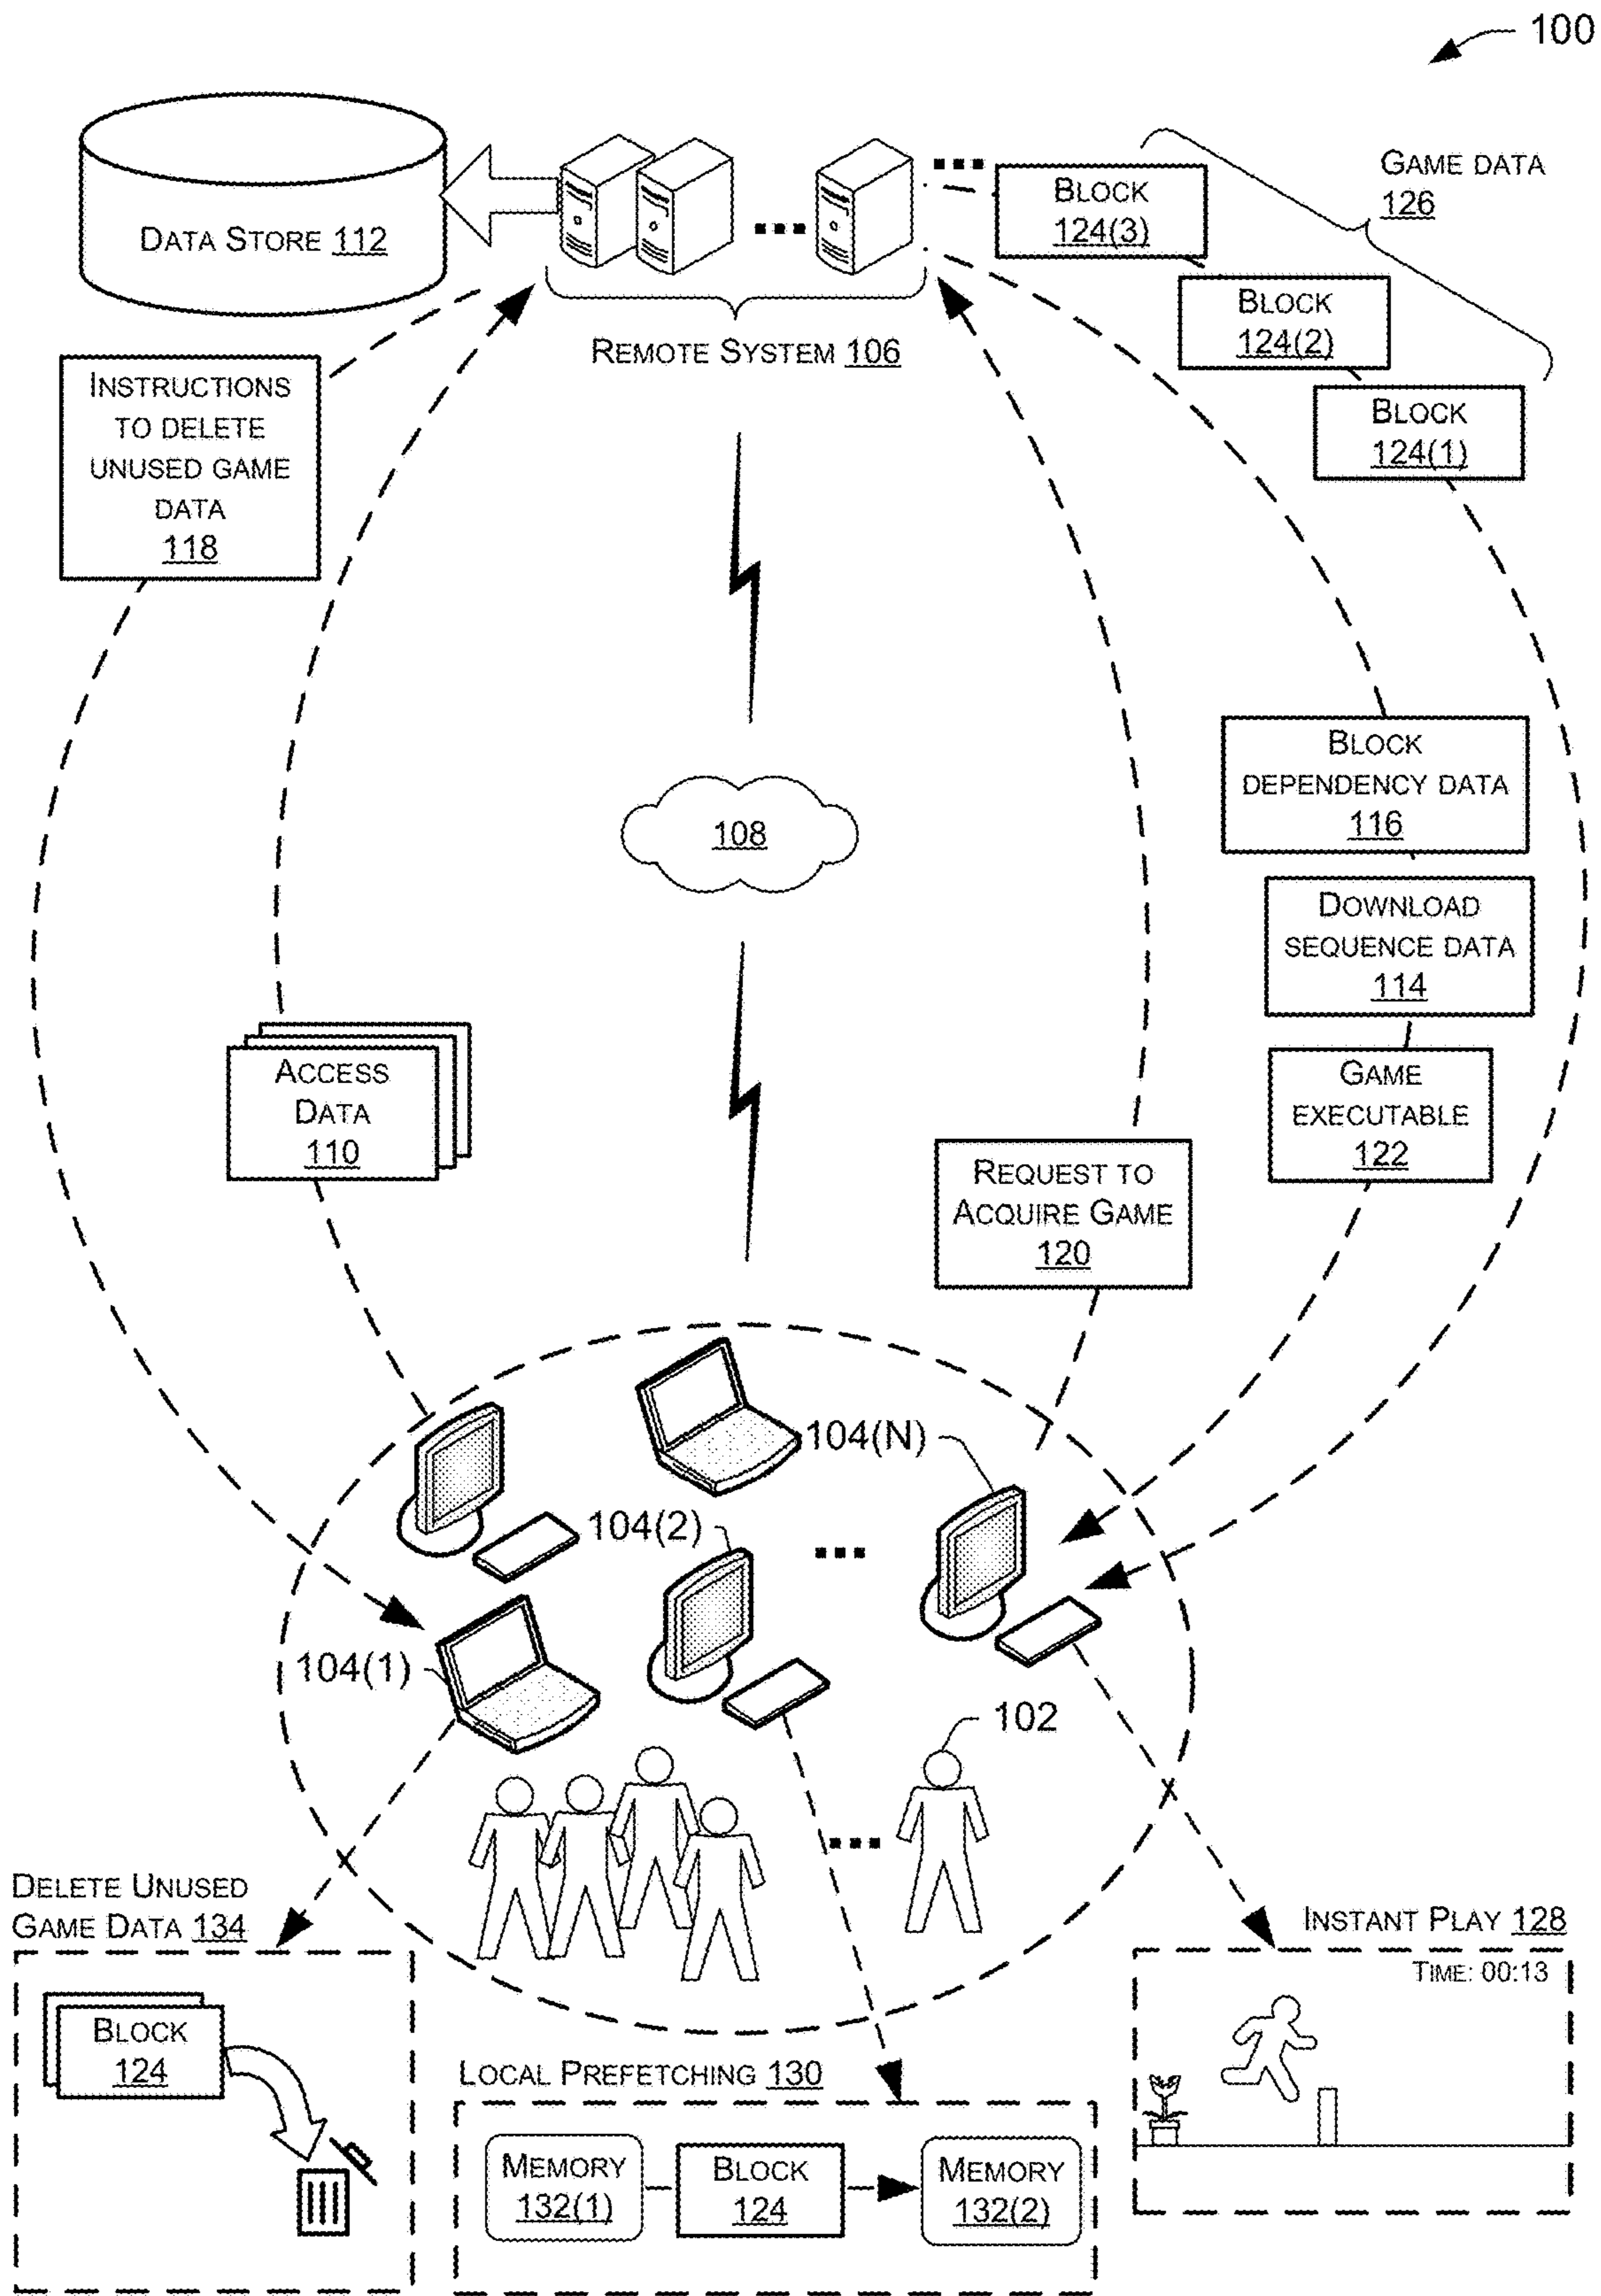 100
GAME DATA
126
BLOCK
124(3)
DATA STORE 112
BLOCK
124(2)
REMOTE SYSTEM 106
INSTRUCTIONS
TO DELETE
UNUSED GAME
DATA
118
BLOCK
124(1)
BLOCK
DEPENDENCY DATA
116
108
DOWNLOAD
SEQUENCE DATA
114
ACCESS
DATA
110
GAME
EXECUTABLE
122
REQUEST TO
ACQUIRE GAME
120
104(N)
104(2)
104(1)
102
DELETE UNUSED
GAME DATA 134
INSTANT PLAY 128
TIME: 00:13
BLOCK
124
LOCAL PREFETCHING 130
MEMORY
132(1)
BLOCK
124
MEMORY
132(2)